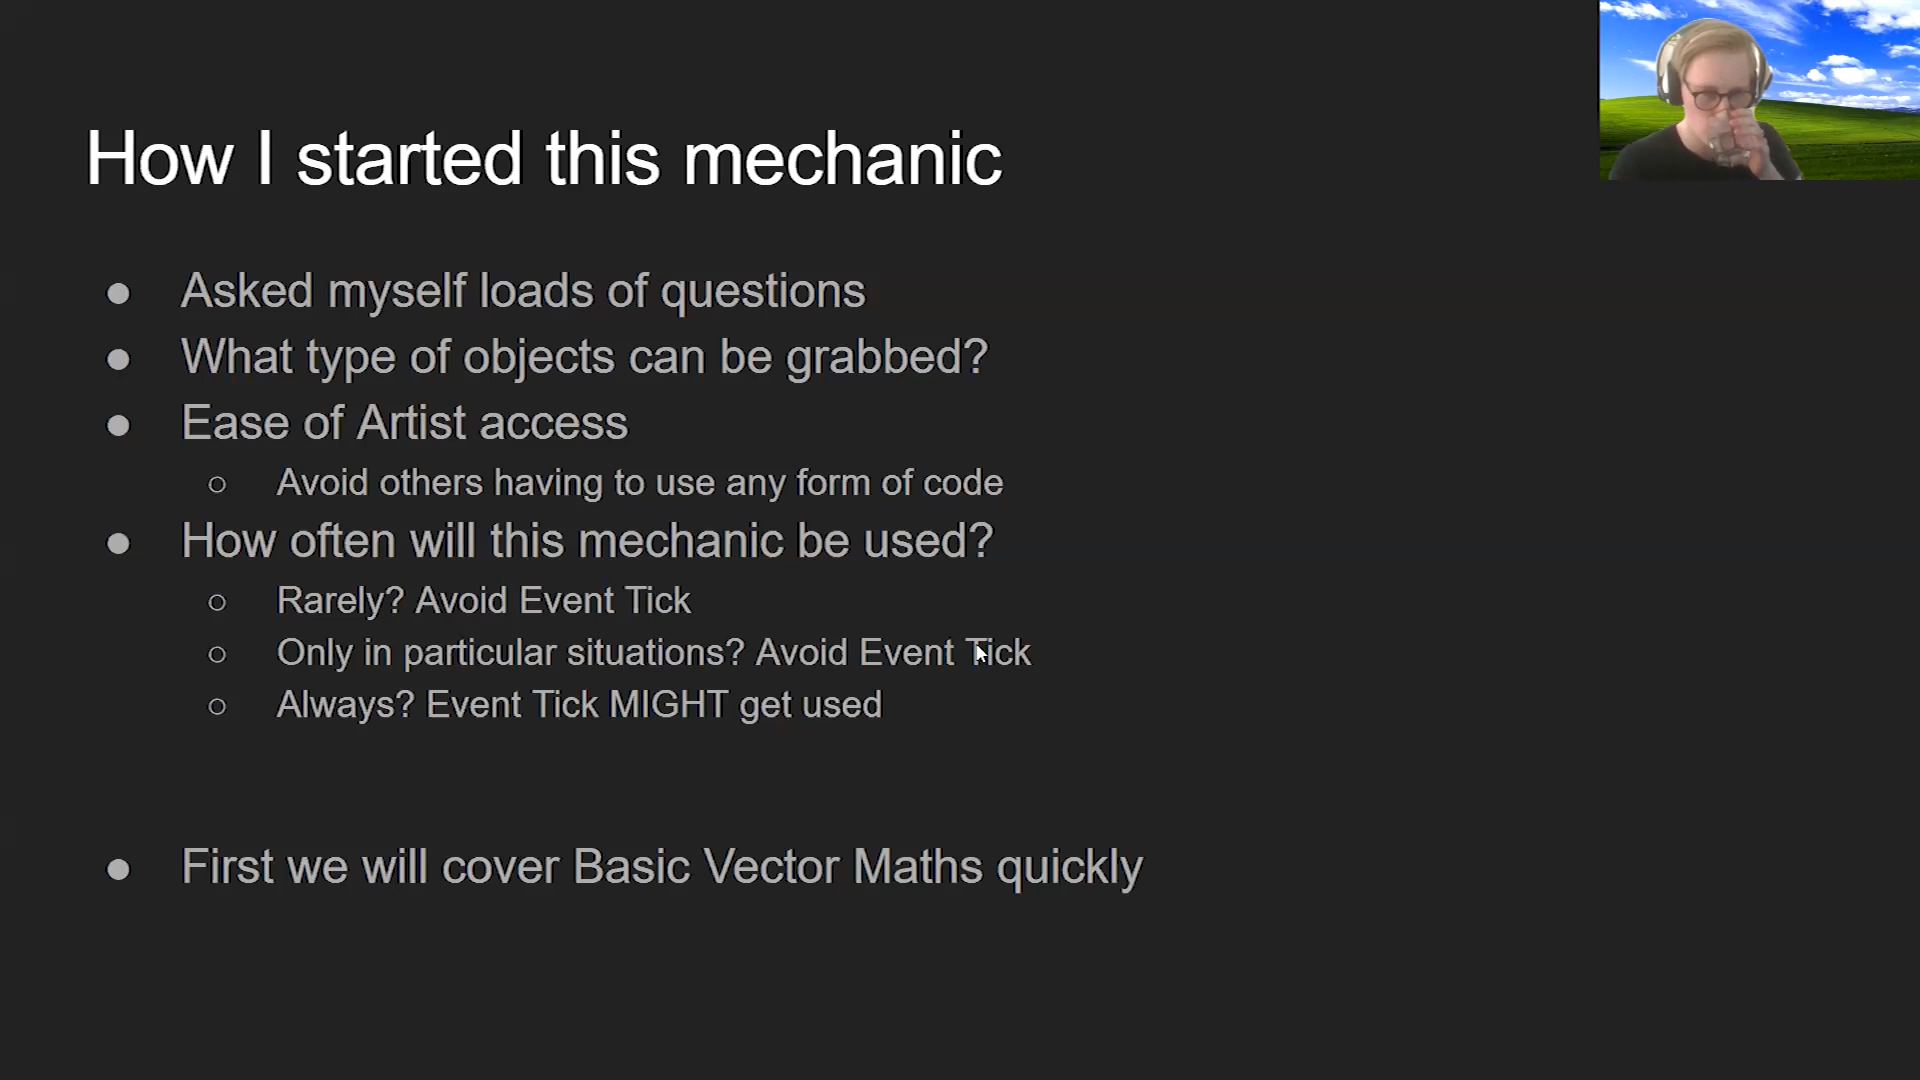 How I started this mechanic
● Asked myself loads of questions
● What type of objects can be grabbed?
● Ease of Artist access
○ Avoid others having to use any form of code
● How often will this mechanic be used?
○ Rarely? Avoid Event Tick
○ Only in particular situations? Avoid Event Tick
○ Always? Event Tick MIGHT get used
● First we will cover Basic Vector Maths quickly